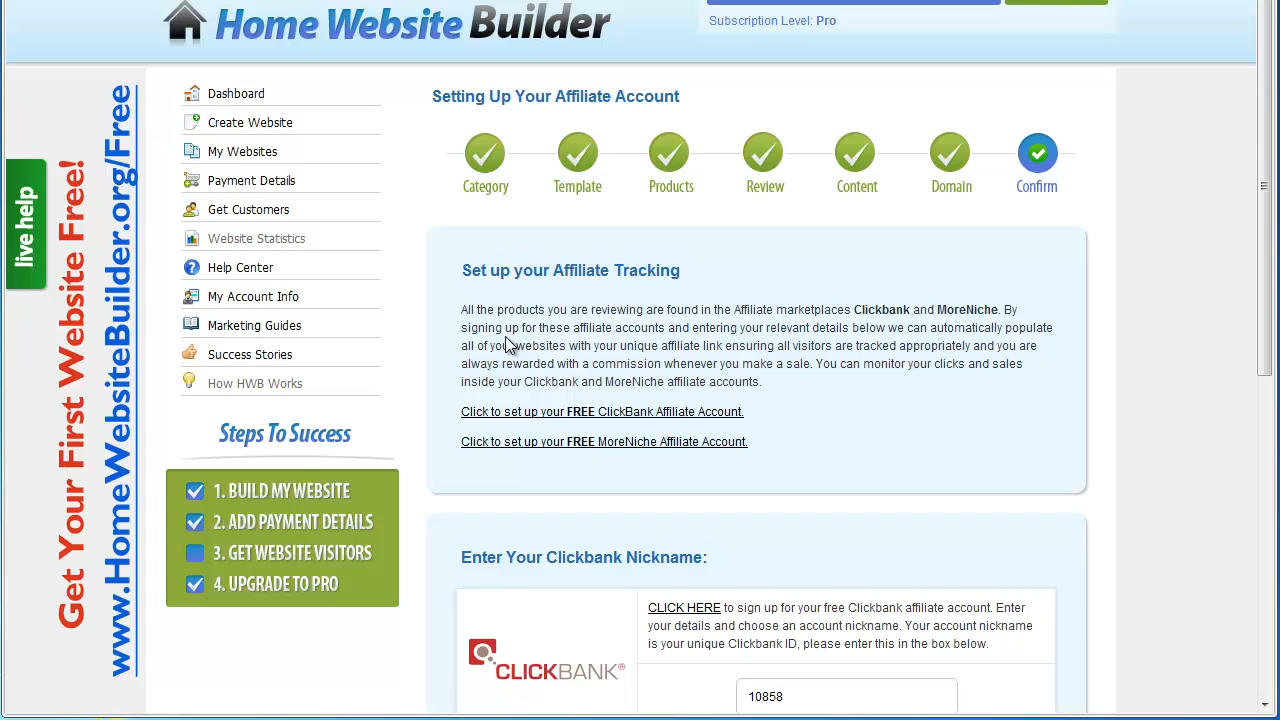 Home Website Builder
Subscription Level: Pro
live help
Get Your First Website Free!
www.HomeWebsiteBuilder.org/Free
Dashboard
Create Website
My Websites
Payment Details
Get Customers
Website Statistics
Help Center
My Account Info
Marketing Guides
Success Stories
How HWB Works
Steps To Success
1. BUILD MY WEBSITE
2. ADD PAYMENT DETAILS
3. GET WEBSITE VISITORS
4. UPGRADE TO PRO
Setting Up Your Affiliate Account
Category Template Products Review Content Domain Confirm
Set up your Affiliate Tracking
All the products you are reviewing are found in the Affiliate marketplaces Clickbank and MoreNiche. By
signing up for these affiliate accounts and entering your relevant details below we can automatically populate
all of your websites with your unique affiliate link ensuring all visitors are tracked appropriately and you are
always rewarded with a commission whenever you make a sale. You can monitor your clicks and sales
inside your Clickbank and MoreNiche affiliate accounts.
Click to set up your FREE ClickBank Affiliate Account.
Click to set up your FREE MoreNiche Affiliate Account.
Enter Your Clickbank Nickname:
CLICKBANK®
CLICK HERE to sign up for your free Clickbank affiliate account. Enter
your details and choose an account nickname. Your account nickname
is your unique Clickbank ID, please enter this in the box below.
10858